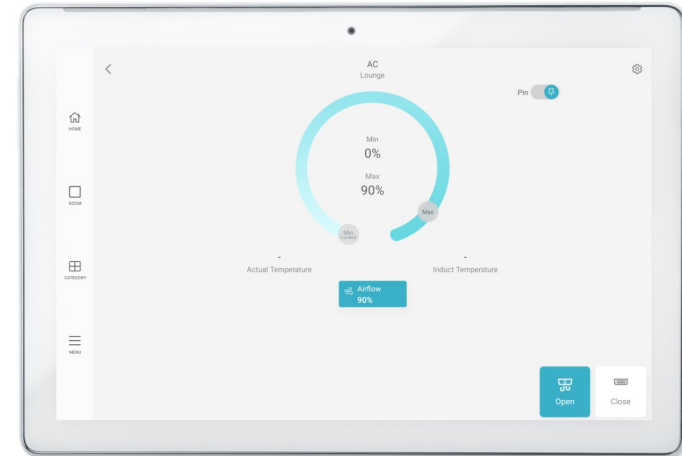 AC
Lounge
Pin
HOME
Min
0%
Max
90%
ROOM
Max
Min
Locked
CATEGORY
-
-
Actual Temperature
Induct Temperature
Airflow
90%
MENU
Open
Close